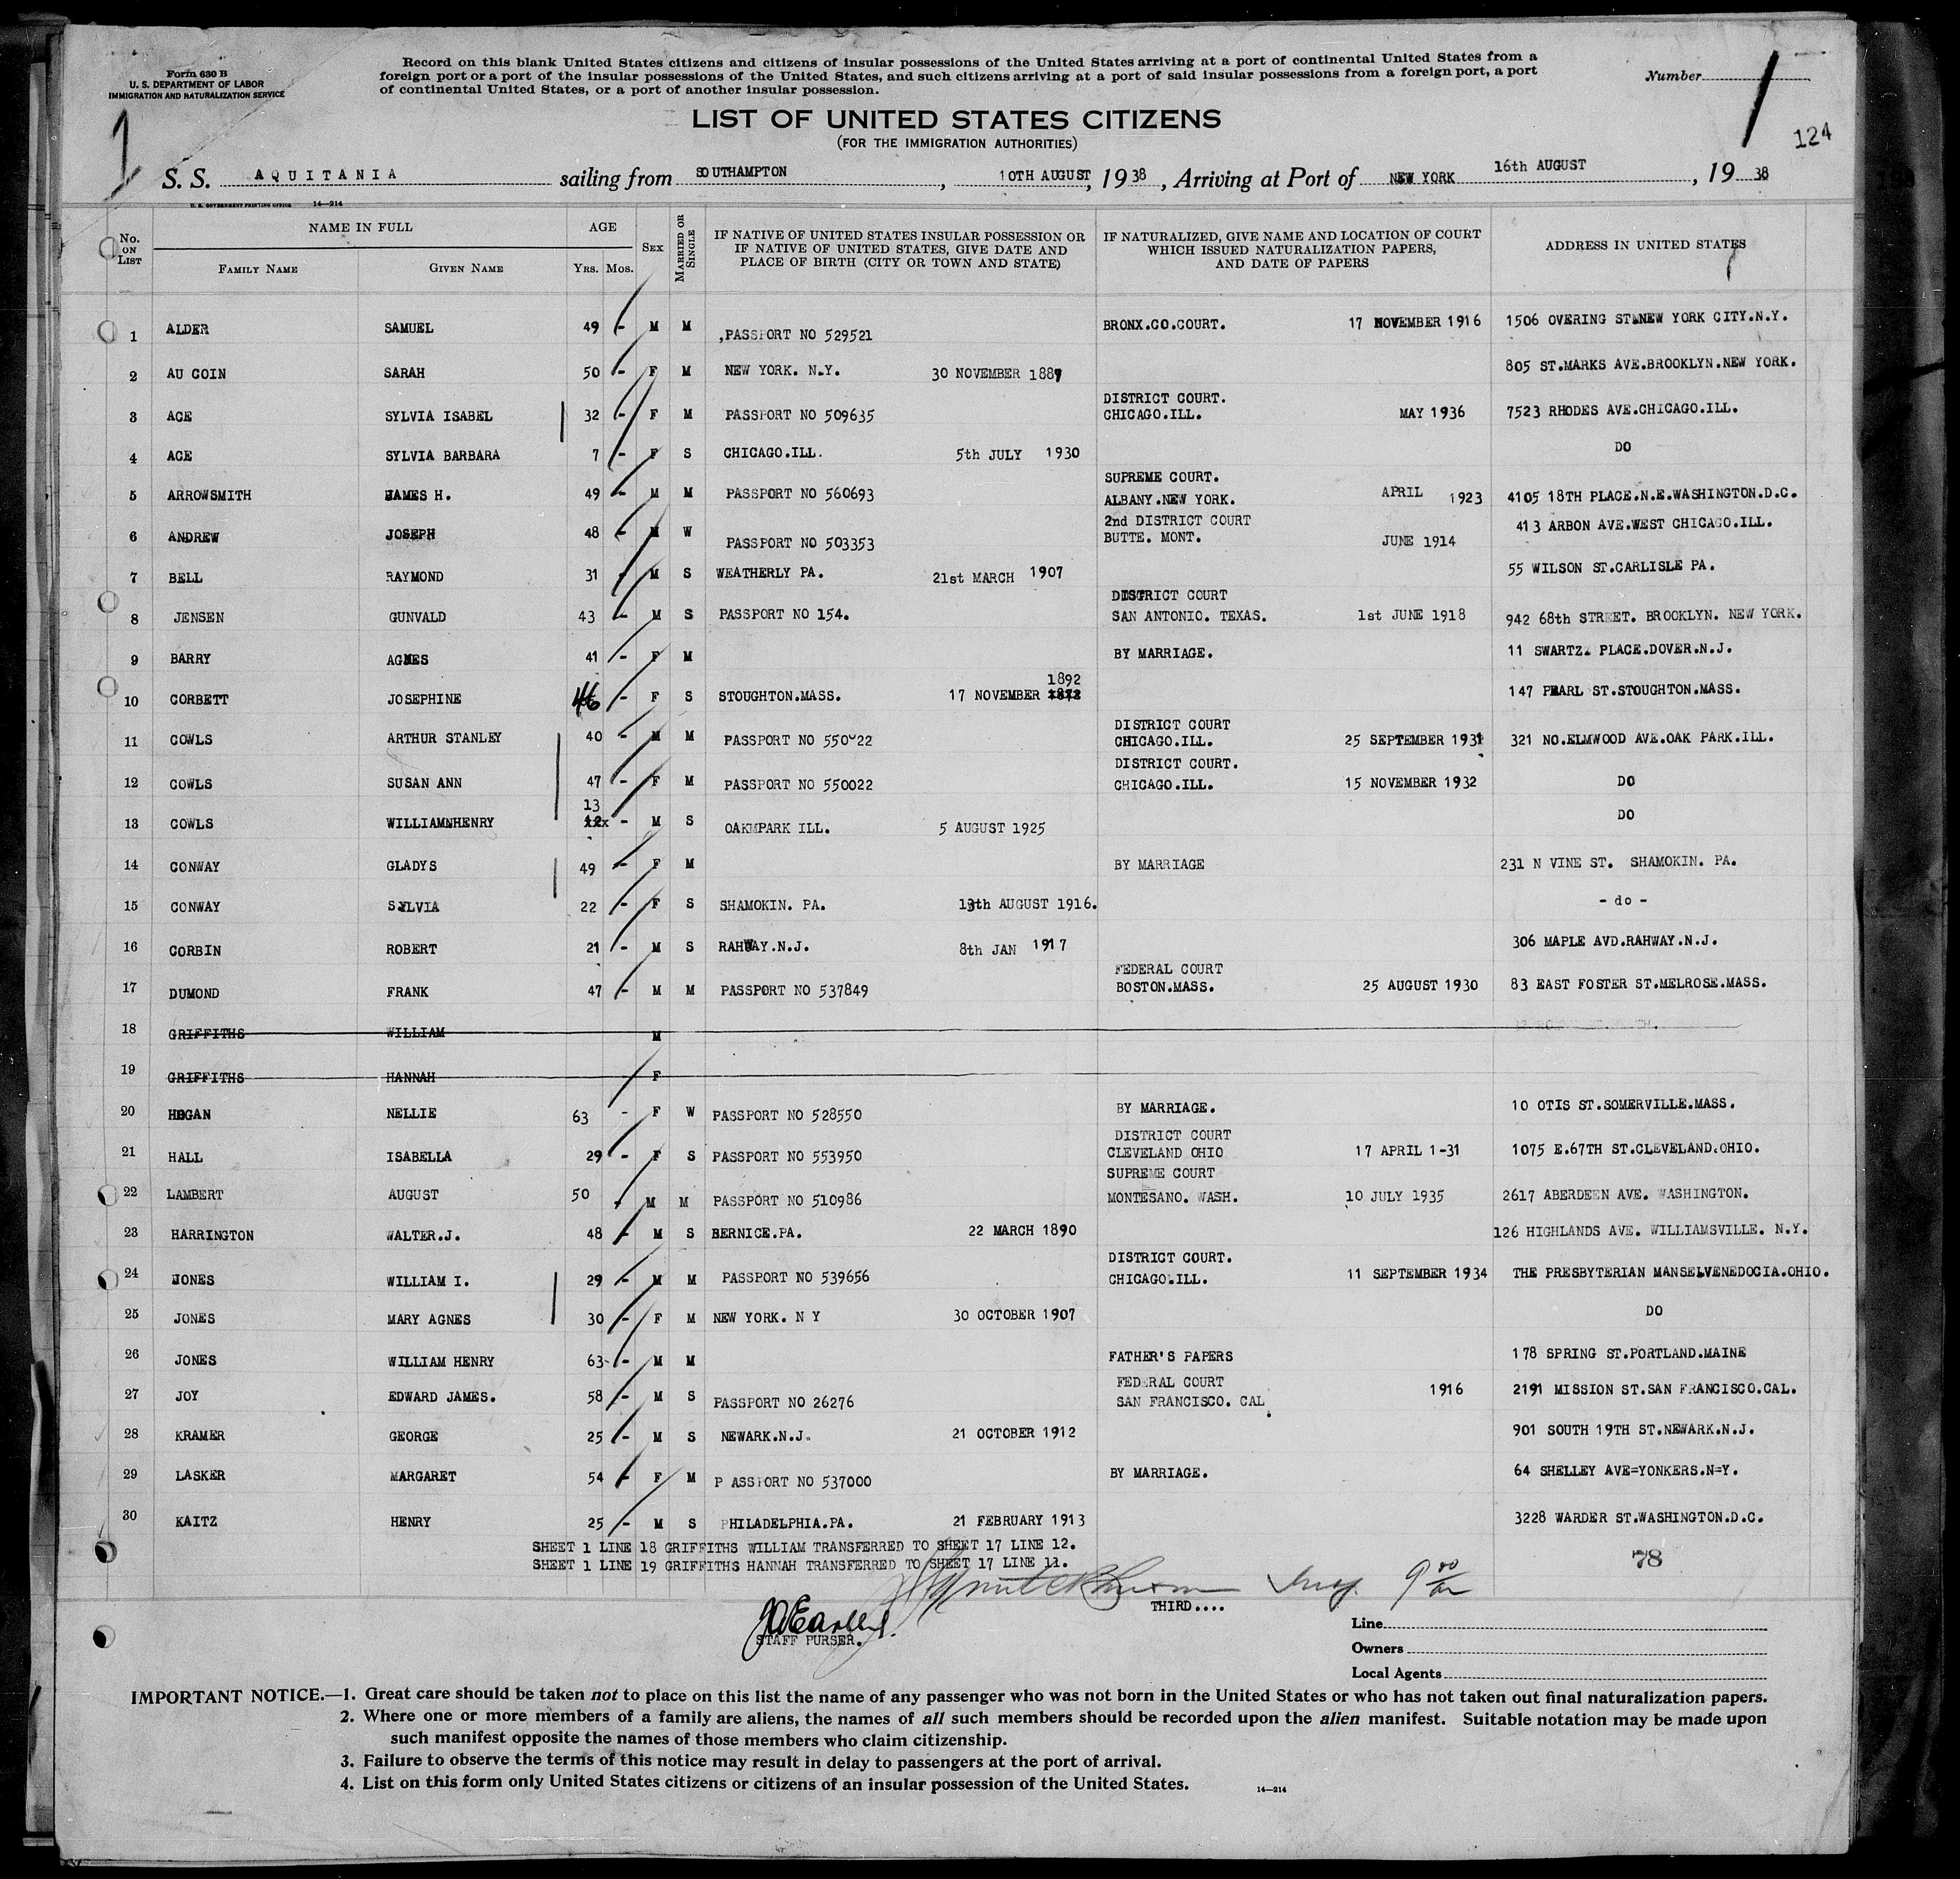 Form 630 B
U. S. DEPARTMENT OF LABOR
IMMIGRATION AND NATURALIZATION SERVICE
Record on this blank United States citizens and citizens of insular possessions of the United States arriving at a port of continental United States from a
foreign port or a port of the insular possessions of the United States, and such citizens arriving at a port of said insular possessions from a foreign port, a port
of continental United States, or a port of another insular possession.
Number 1
1
124
LIST OF UNITED STATES CITIZENS
(FOR THE IMMIGRATION AUTHORITIES)
S. S. AQUITANIA sailing from SOUTHAMPTON, 10TH AUGUST, 1938, Arriving at Port of NEW YORK 16th AUGUST, 1938
U. S. GOVERNMENT PRINTING OFFICE 14—214
No. ON LIST NAME IN FULL AGE SEX MARRIED OR SINGLE IF NATIVE OF UNITED STATES INSULAR POSSESSION OR IF NATIVE OF UNITED STATES, GIVE DATE AND PLACE OF BIRTH (CITY OR TOWN AND STATE) IF NATURALIZED, GIVE NAME AND LOCATION OF COURT WHICH ISSUED NATURALIZATION PAPERS, AND DATE OF PAPERS ADDRESS IN UNITED STATES
FAMILY NAME GIVEN NAME YRS. MOS.
1 ALDER SAMUEL 49 - M M ,PASSPORT NO 529521 BRONX.CO.COURT. 17 NOVEMBER 1916 1506 OVERING ST.NEW YORK CITY.N.Y.
2 AU COIN SARAH 50 - F M NEW YORK. N.Y. 30 NOVEMBER 1887 805 ST.MARKS AVE.BROOKLYN.NEW YORK.
3 ACE SYLVIA ISABEL 32 - F M PASSPORT NO 509635 DISTRICT COURT. CHICAGO.ILL. MAY 1936 7523 RHODES AVE.CHICAGO.ILL.
4 ACE SYLVIA BARBARA 7 - F S CHICAGO.ILL. 5th JULY 1930 DO
5 ARROWSMITH JAMES H. 49 - M M PASSPORT NO 560693 SUPREME COURT. ALBANY.NEW YORK. APRIL 1923 4105 18TH PLACE.N.E.WASHINGTON.D.C.
6 ANDREW JOSEPH 48 - M W PASSPORT NO 503353 2nd DISTRICT COURT BUTTE. MONT. JUNE 1914 413 ARBON AVE.WEST CHICAGO.ILL.
7 BELL RAYMOND 31 - M S WEATHERLY PA. 21st MARCH 1907 55 WILSON ST.CARLISLE PA.
8 JENSEN GUNVALD 43 - M S PASSPORT NO 154. DISTRICT COURT SAN ANTONIO. TEXAS. 1st JUNE 1918 942 68th STREET. BROOKLYN. NEW YORK.
9 BARRY AGNES 41 - F M BY MARRIAGE. 11 SWARTZ. PLACE.DOVER.N.J.
10 CORBETT JOSEPHINE 46 - F S STOUGHTON.MASS. 17 NOVEMBER 1892 1872 147 PEARL ST.STOUGHTON.MASS.
11 COWLS ARTHUR STANLEY 40 - M M PASSPORT NO 550022 DISTRICT COURT CHICAGO.ILL. 25 SEPTEMBER 1931 321 NO.ELMWOOD AVE.OAK PARK.ILL.
12 COWLS SUSAN ANN 47 - F M PASSPORT NO 550022 DISTRICT COURT. CHICAGO.ILL. 15 NOVEMBER 1932 DO
13 COWLS WILLIAM HENRY 13 12x - M S OAK PARK ILL. 5 AUGUST 1925 DO
14 CONWAY GLADYS 49 - F M BY MARRIAGE 231 N VINE ST. SHAMOKIN. PA.
15 CONWAY SYLVIA 22 - F S SHAMOKIN. PA. 13th AUGUST 1916. - do -
16 CORBIN ROBERT 21 - M S RAHWAY.N.J. 8th JAN 1917 306 MAPLE AVD.RAHWAY.N.J.
17 DUMOND FRANK 47 - M M PASSPORT NO 537849 FEDERAL COURT BOSTON.MASS. 25 AUGUST 1930 83 EAST FOSTER ST.MELROSE.MASS.
18 GRIFFITHS WILLIAM M
19 GRIFFITHS HANNAH F
20 HOGAN NELLIE 63 - F W PASSPORT NO 528550 BY MARRIAGE. 10 OTIS ST.SOMERVILLE.MASS.
21 HALL ISABELLA 29 - F S PASSPORT NO 553950 DISTRICT COURT CLEVELAND OHIO 17 APRIL 1-31 1075 E.67TH ST.CLEVELAND.OHIO.
22 LAMBERT AUGUST 50 - M M PASSPORT NO 510986 SUPREME COURT MONTESANO. WASH. 10 JULY 1935 2617 ABERDEEN AVE. WASHINGTON.
23 HARRINGTON WALTER.J. 48 - M S BERNICE.PA. 22 MARCH 1890 126 HIGHLANDS AVE. WILLIAMSVILLE. N.Y.
24 JONES WILLIAM I. 29 - M M PASSPORT NO 539656 DISTRICT COURT. CHICAGO.ILL. 11 SEPTEMBER 1934 THE PRESBYTERIAN MANSE.VENEDOCIA.OHIO.
25 JONES MARY AGNES 30 - F M NEW YORK. N Y 30 OCTOBER 1907 DO
26 JONES WILLIAM HENRY 63 - M M FATHER'S PAPERS 178 SPRING ST.PORTLAND.MAINE
27 JOY EDWARD JAMES. 58 - M S PASSPORT NO 26276 FEDERAL COURT SAN FRANCISCO. CAL 1916 2191 MISSION ST.SAN FRANCISCO.CAL.
28 KRAMER GEORGE 25 - M S NEWARK.N.J. 21 OCTOBER 1912 901 SOUTH 19TH ST.NEWARK.N.J.
29 LASKER MARGARET 54 - F M P ASSPORT NO 537000 BY MARRIAGE. 64 SHELLEY AVE=YONKERS.N=Y.
30 KAITZ HENRY 25 - M S PHILADELPHIA.PA. 21 FEBRUARY 1913 3228 WARDER ST.WASHINGTON.D.C.
SHEET 1 LINE 18 GRIFFITHS WILLIAM TRANSFERRED TO SHEET 17 LINE 12.
SHEET 1 LINE 19 GRIFFITHS HANNAH TRANSFERRED TO SHEET 17 LINE 11.
78
THIRD....
STAFF PURSER.
Line
Owners
Local Agents
IMPORTANT NOTICE.—1. Great care should be taken not to place on this list the name of any passenger who was not born in the United States or who has not taken out final naturalization papers.
2. Where one or more members of a family are aliens, the names of all such members should be recorded upon the alien manifest. Suitable notation may be made upon
such manifest opposite the names of those members who claim citizenship.
3. Failure to observe the terms of this notice may result in delay to passengers at the port of arrival.
4. List on this form only United States citizens or citizens of an insular possession of the United States.
14—214